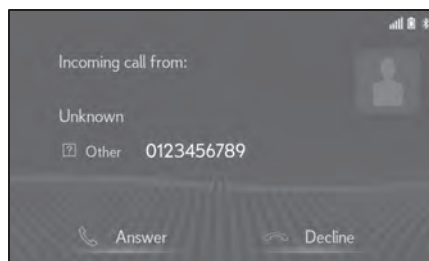 Incoming call from:
Unknown
? Other 0123456789
Answer Decline